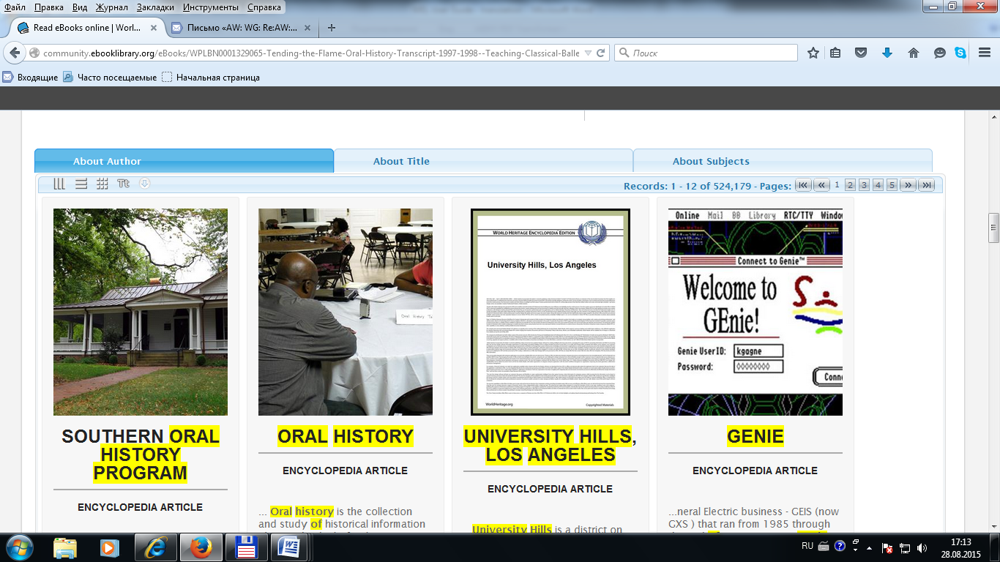 Файл Правка Вид Журнал Закладки Инструменты Справка
Read eBooks online | Worl...
Письмо «AW: WG: Re:AW:...
community.ebooklibrary.org/eBooks/WPLBN0001329065-Tending-the-Flame-Oral-History-Transcript-1997-1998--Teaching-Classical-Balle
Поиск
Входящие Часто посещаемые Начальная страница
About Author About Title About Subjects
Tt Records: 1 - 12 of 524,179 - Pages: 1 2 3 4 5
WORLD HERITAGE ENCYCLOPEDIA EDITION
University Hills, Los Angeles
WorldHeritage.org Copyrighted Materials
Oral History
Online Mail BB Library RTC/TTY Window
Connect to Genie™
Welcome to
GEnie!
Genie User ID: kgagne
Password:
Conn
SOUTHERN ORAL
HISTORY
PROGRAM
ENCYCLOPEDIA ARTICLE
ORAL HISTORY
ENCYCLOPEDIA ARTICLE
... Oral history is the collection
and study of historical information
UNIVERSITY HILLS,
LOS ANGELES
ENCYCLOPEDIA ARTICLE
University Hills is a district on
GENIE
ENCYCLOPEDIA ARTICLE
...neral Electric business - GEIS (now
GXS ) that ran from 1985 through
RU
17:13
28.08.2015